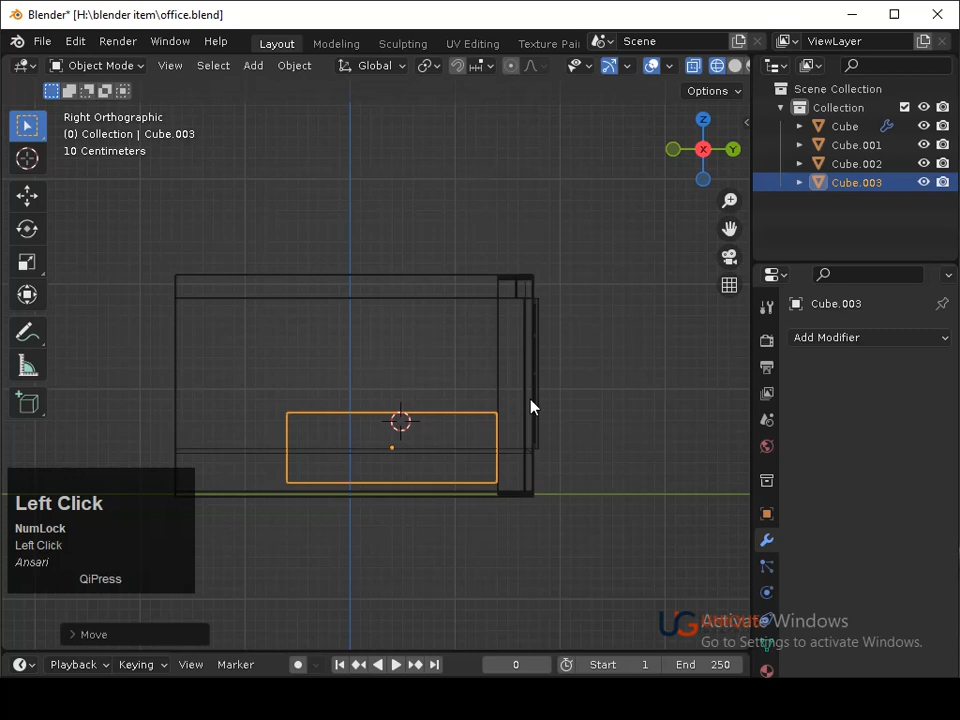 Blender* [H:\blender item\office.blend]
File Edit Render Window Help
Layout Modeling Sculpting UV Editing Texture Pai
Scene
ViewLayer
Object Mode View Select Add Object Global
Options
Right Orthographic
(0) Collection | Cube.003
10 Centimeters
Z
X
Y
Scene Collection
Collection
Cube
Cube.001
Cube.002
Cube.003
Cube.003
Add Modifier
Left Click
NumLock
Left Click
Ansari
QiPress
Move
Activate Windows
Go to Settings to activate Windows.
UG
Playback Keying View Marker
0
Start 1
End 250